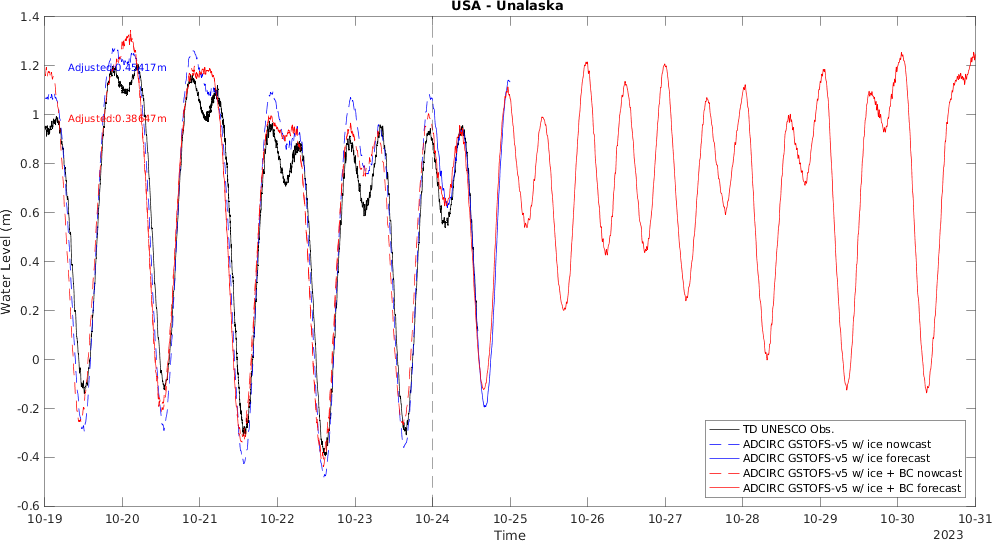 USA - Unalaska
Water Level (m)
1.4
1.2
1
0.8
0.6
0.4
0.2
0
-0.2
-0.4
-0.6
Adjusted:0.45417m
Adjusted:0.38647m
TD UNESCO Obs.
ADCIRC GSTOFS-v5 w/ ice nowcast
ADCIRC GSTOFS-v5 w/ ice forecast
ADCIRC GSTOFS-v5 w/ ice + BC nowcast
ADCIRC GSTOFS-v5 w/ ice + BC forecast
10-19 10-20 10-21 10-22 10-23 10-24 10-25 10-26 10-27 10-28 10-29 10-30 10-31
Time
2023